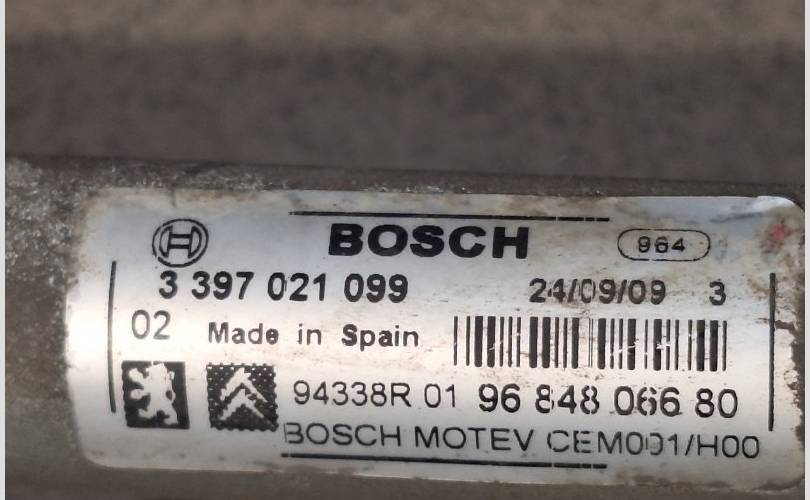 BOSCH 964
3 397 021 099 24/09/09 3
02 Made in Spain
94338R 01 96 848 066 80
BOSCH MOTEV CEM001/H00